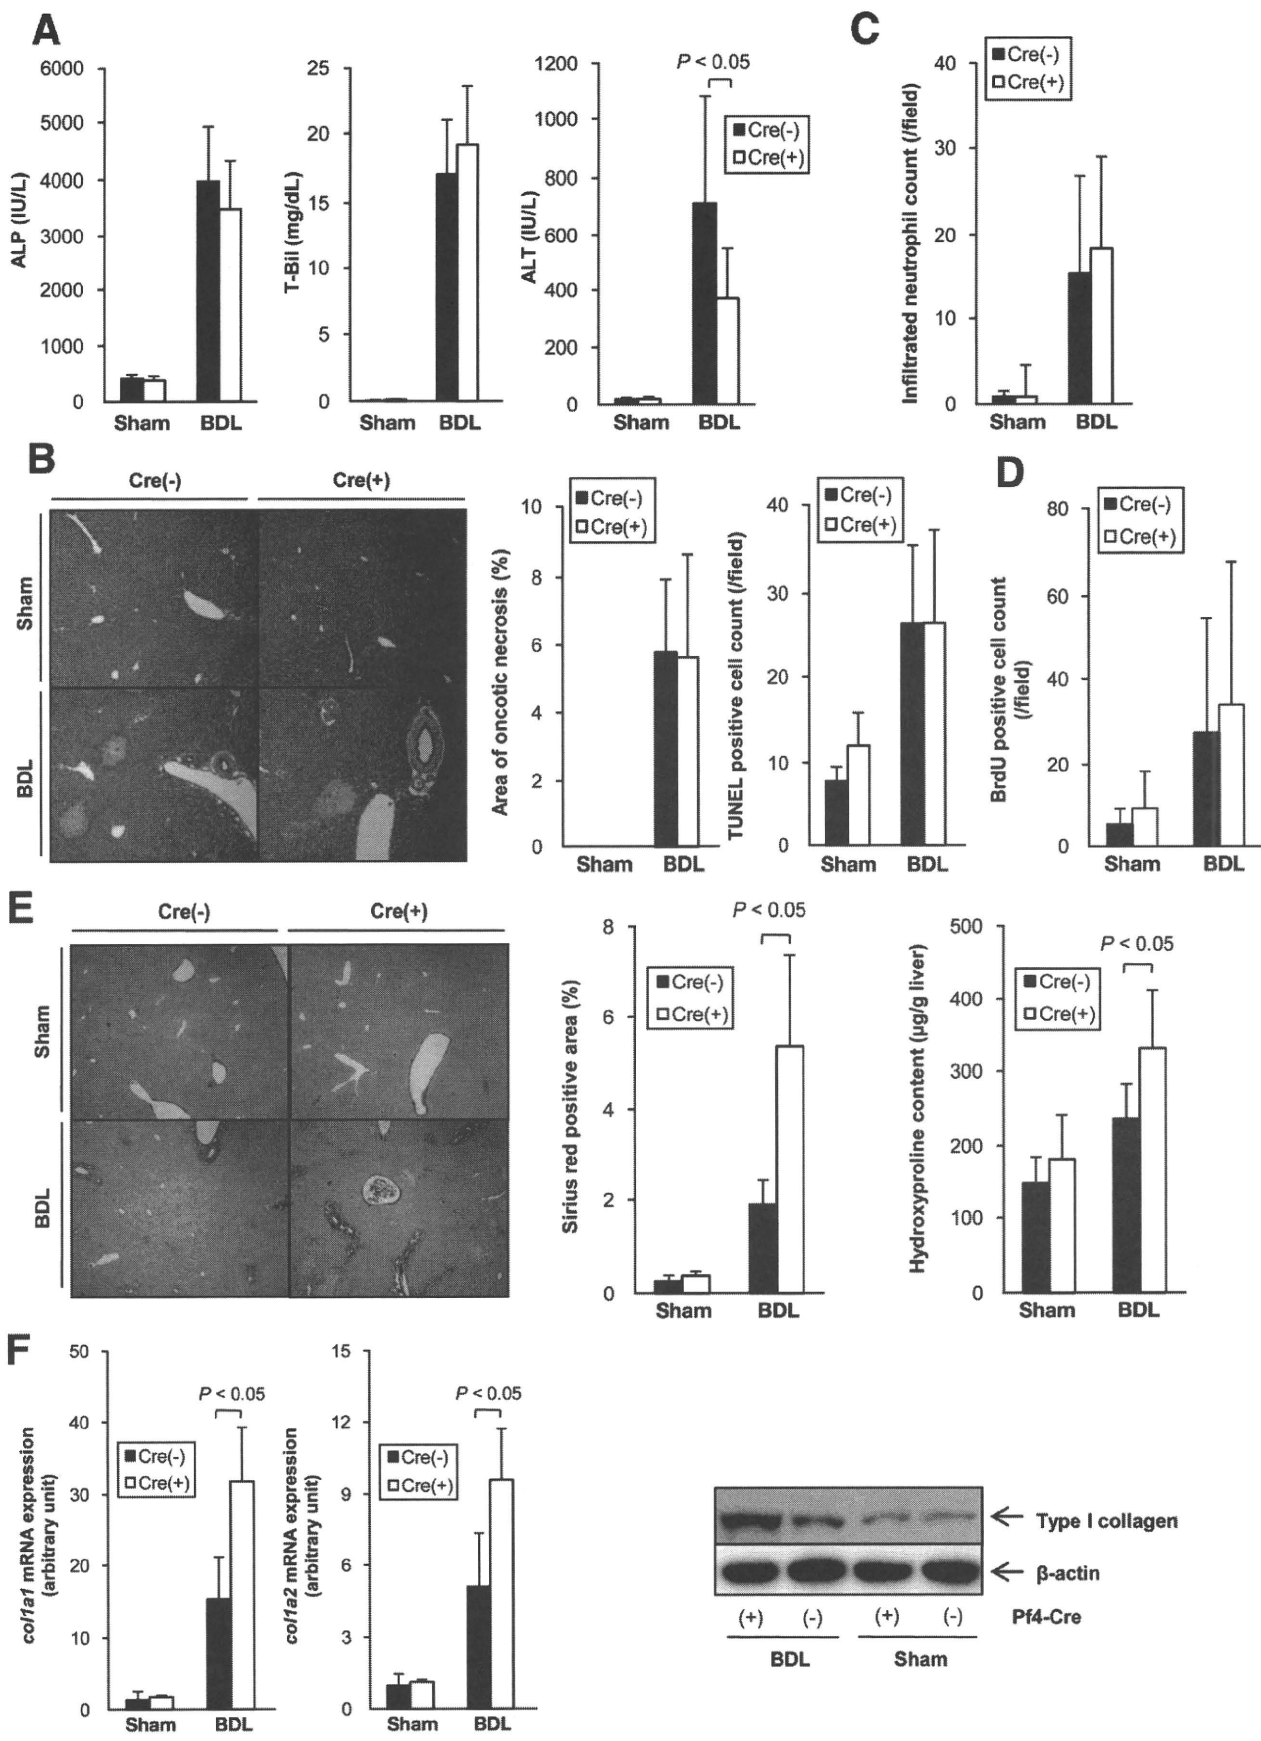 A
ALP (IU/L)
6000
5000
4000
3000
2000
1000
0
Sham BDL
T-Bil (mg/dL)
25
20
15
10
5
0
Sham BDL
ALT (IU/L)
1200
1000
800
600
400
200
0
P < 0.05
Cre(-)
Cre(+)
Sham BDL
C
Infiltrated neutrophil count (/field)
40
30
20
10
0
Cre(-)
Cre(+)
Sham BDL
B
Cre(-) Cre(+)
Sham
BDL
Area of oncotic necrosis (%)
10
8
6
4
2
0
Cre(-)
Cre(+)
Sham BDL
TUNEL positive cell count (/field)
40
30
20
10
0
Cre(-)
Cre(+)
Sham BDL
D
BrdU positive cell count
(/field)
80
60
40
20
0
Cre(-)
Cre(+)
Sham BDL
E
Cre(-) Cre(+)
Sham
BDL
Sirius red positive area (%)
8
6
4
2
0
P < 0.05
Cre(-)
Cre(+)
Sham BDL
Hydroxyproline content (μg/g liver)
500
400
300
200
100
0
P < 0.05
Cre(-)
Cre(+)
Sham BDL
F
col1a1 mRNA expression
(arbitrary unit)
50
40
30
20
10
0
P < 0.05
Cre(-)
Cre(+)
Sham BDL
col1a2 mRNA expression
(arbitrary unit)
15
12
9
6
3
0
P < 0.05
Cre(-)
Cre(+)
Sham BDL
Type I collagen
β-actin
(+) (-) (+) (-) Pf4-Cre
BDL Sham